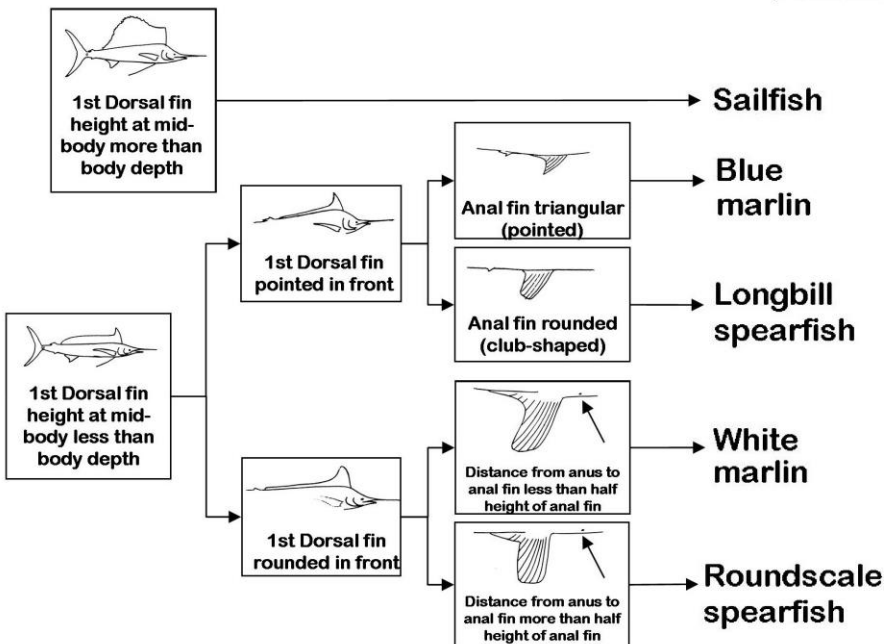 1st Dorsal fin
height at mid-
body more than
body depth
Sailfish
1st Dorsal fin
height at mid-
body less than
body depth
1st Dorsal fin
pointed in front
Anal fin triangular
(pointed)
Blue
marlin
Anal fin rounded
(club-shaped)
Longbill
spearfish
1st Dorsal fin
rounded in front
Distance from anus to
anal fin less than half
height of anal fin
White
marlin
Distance from anus to
anal fin more than half
height of anal fin
Roundscale
spearfish